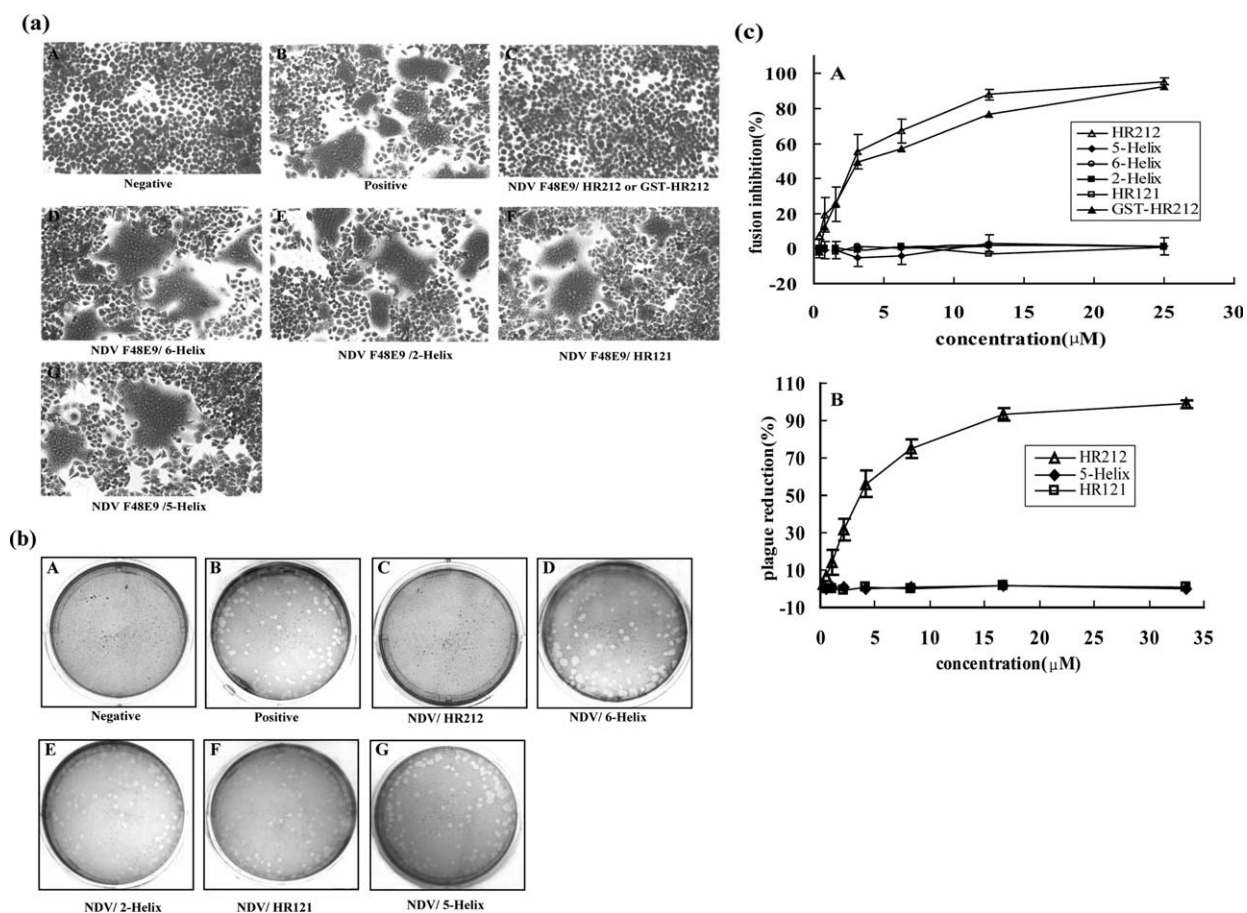 (a)
A
B
C
Negative
Positive
NDV F48E9/ HR212 or GST-HR212
D
E
F
NDV F48E9/ 6-Helix
NDV F48E9 /2-Helix
NDV F48E9/ HR121
G
NDV F48E9 /5-Helix
(b)
A
B
C
D
Negative
Positive
NDV/ HR212
NDV/ 6-Helix
E
F
G
NDV/ 2-Helix
NDV/ HR121
NDV/ 5-Helix
(c)
A
fusion inhibition(%)
100
80
60
40
20
0
-20
HR212
5-Helix
6-Helix
2-Helix
HR121
GST-HR212
0 5 10 15 20 25 30
concentration(μM)
B
plague reduction(%)
110
90
70
50
30
10
-10
HR212
5-Helix
HR121
0 5 10 15 20 25 30 35
concentration(μM)